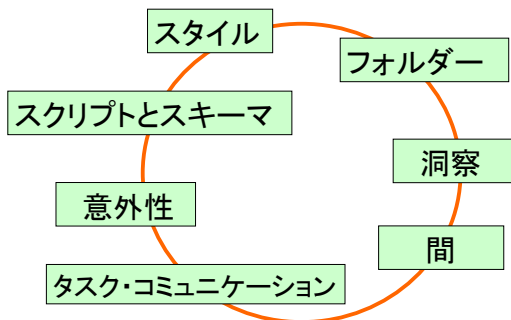 スタイル
フォルダー
スクリプトとスキーマ
洞察
意外性
間
タスク・コミュニケーション